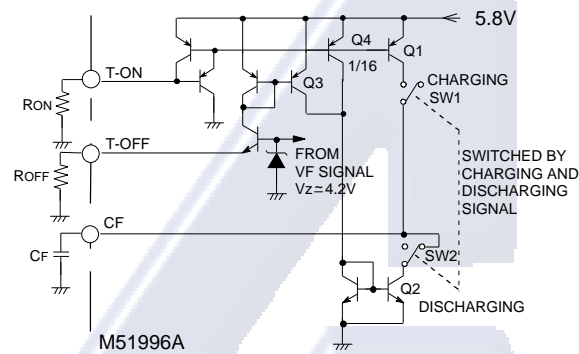 5.8V
T-ON
Q4
Q1
1/16
Q3
CHARGING
SW1
RON
T-OFF
ROFF
FROM
VF SIGNAL
VZ≃4.2V
SWITCHED BY
CHARGING AND
DISCHARGING
SIGNAL
CF
SW2
CF
Q2
DISCHARGING
M51996A